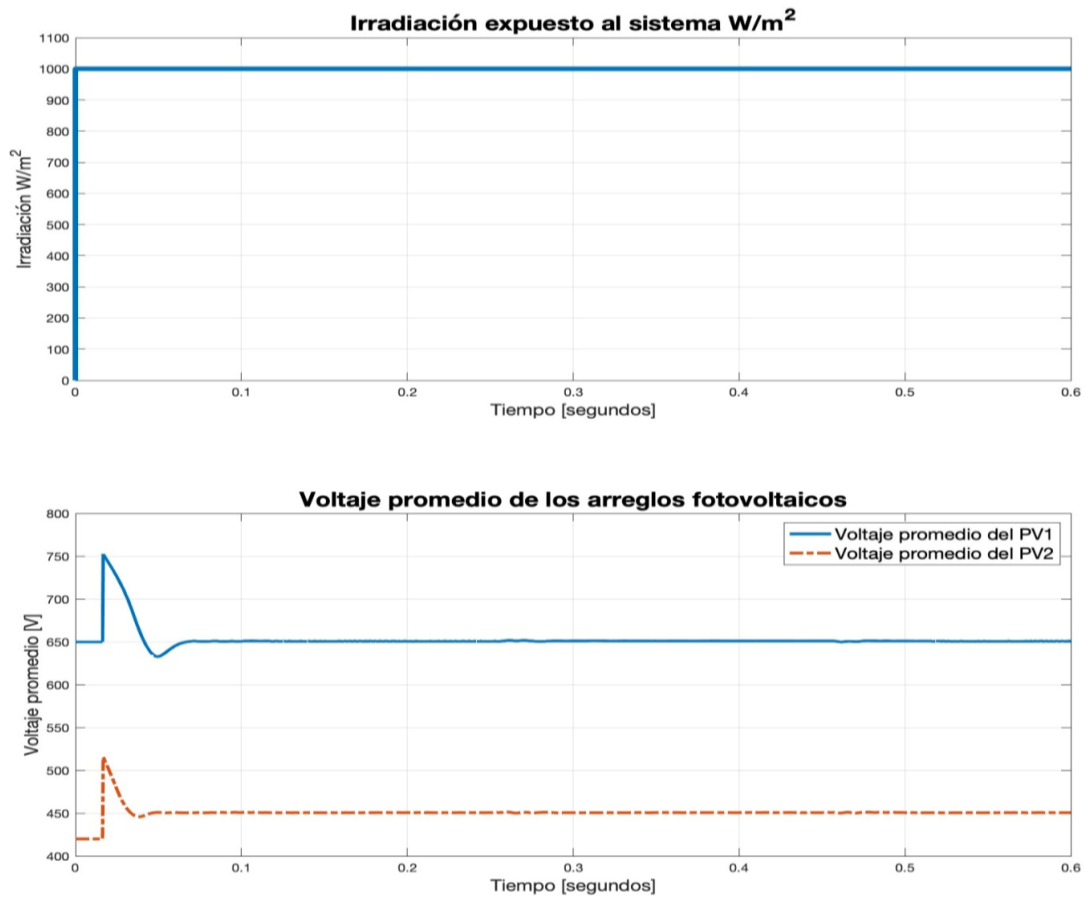 Irradiación expuesto al sistema W/m²
1100
1000
900
800
700
600
500
400
300
200
100
0
Irradiación W/m²
0 0.1 0.2 0.3 0.4 0.5 0.6
Tiempo [segundos]
Voltaje promedio de los arreglos fotovoltaicos
Voltaje promedio del PV1
Voltaje promedio del PV2
800
750
700
650
600
550
500
450
400
Voltaje promedio [V]
0 0.1 0.2 0.3 0.4 0.5 0.6
Tiempo [segundos]